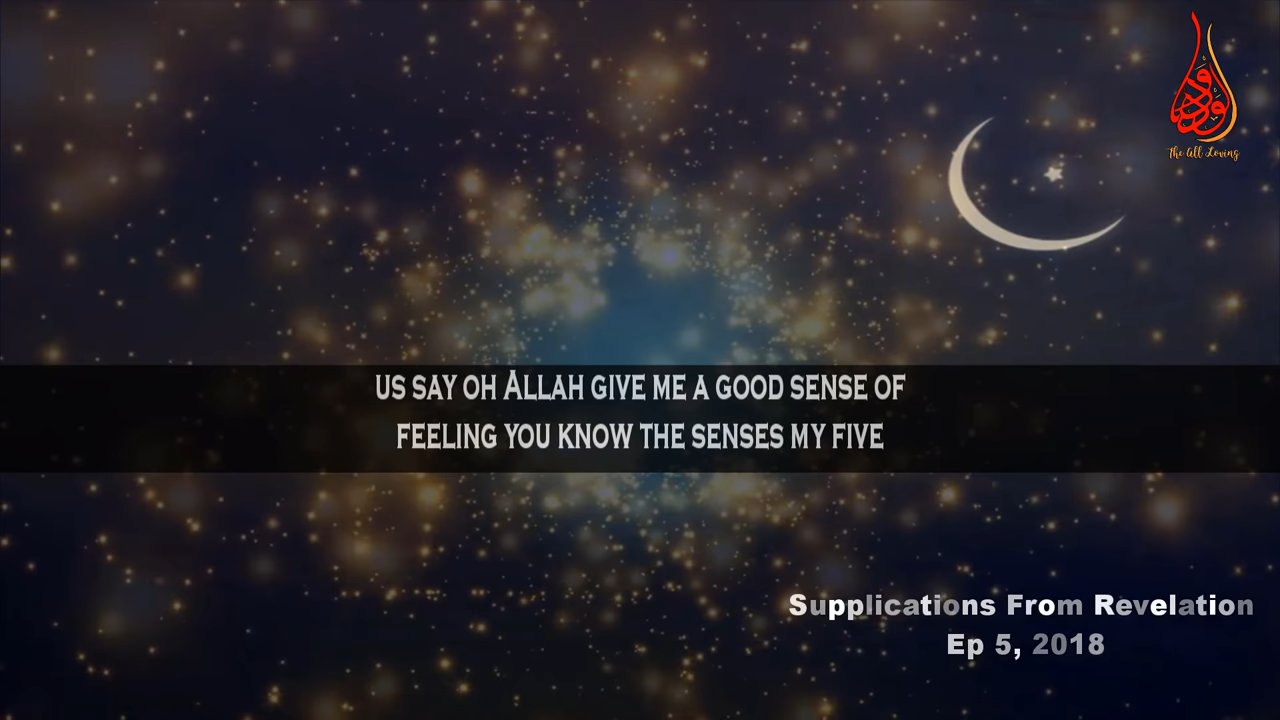 الودود
The All Loving
us say oh Allah give me a good sense of
feeling you know the senses my five
Supplications From Revelation
Ep 5, 2018